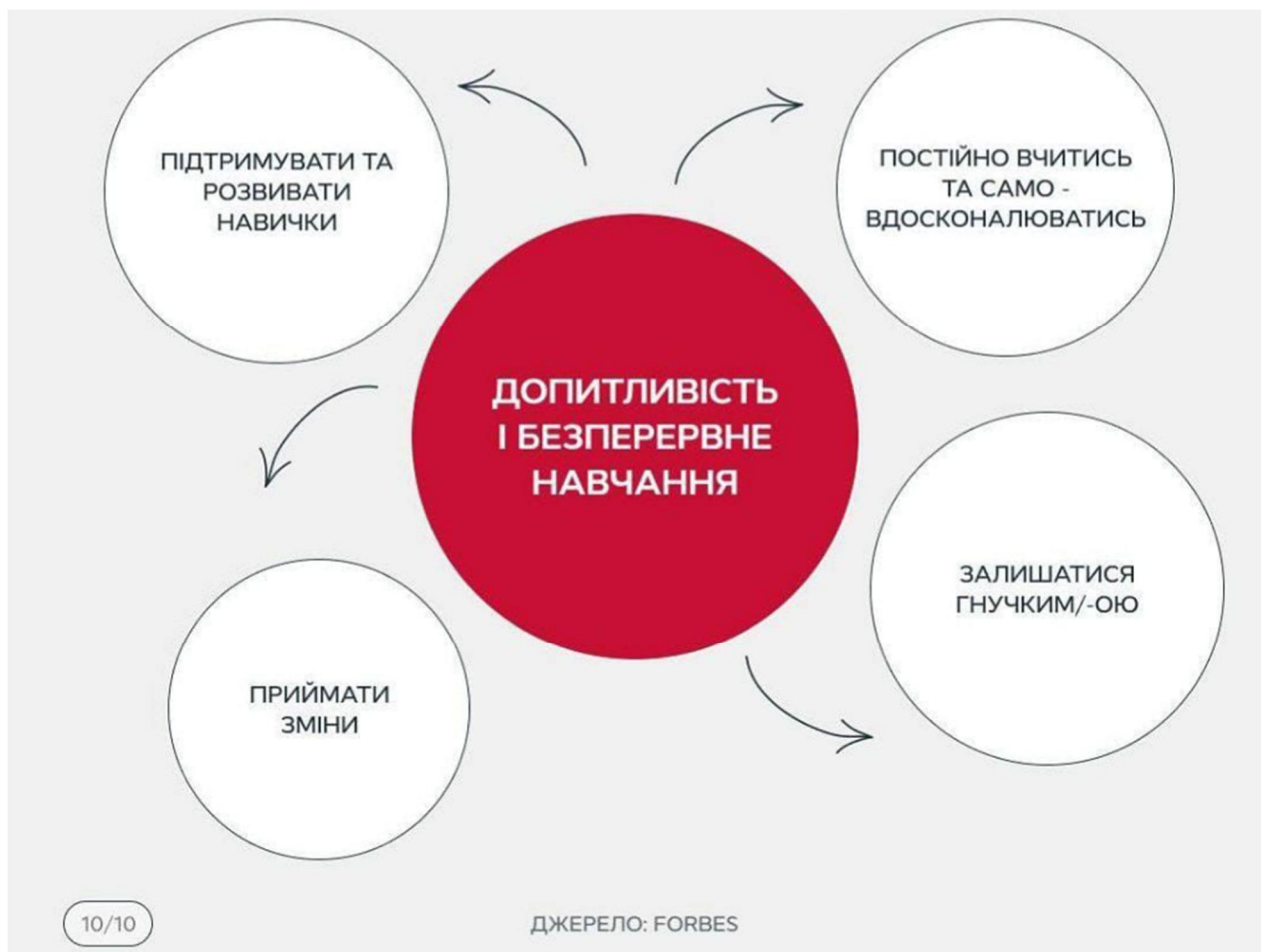 ПІДТРИМУВАТИ ТА
РОЗВИВАТИ
НАВИЧКИ
ПОСТІЙНО ВЧИТИСЬ
ТА САМО -
ВДОСКОНАЛЮВАТИСЬ
ДОПИТЛИВІСТЬ
І БЕЗПЕРЕРВНЕ
НАВЧАННЯ
ЗАЛИШАТИСЯ
ГНУЧКИМ/-ОЮ
ПРИЙМАТИ
ЗМІНИ
10/10
ДЖЕРЕЛО: FORBES